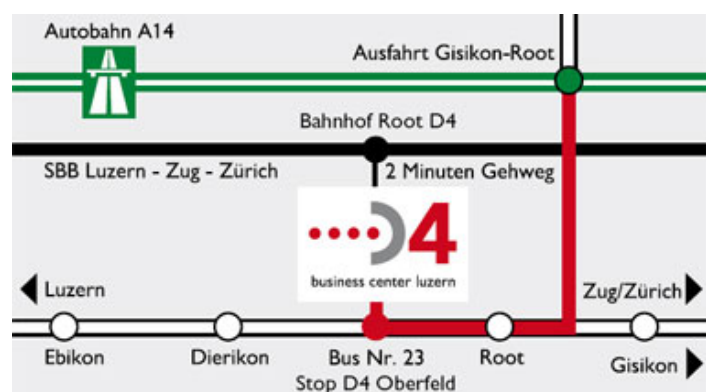 Autobahn A14
Ausfahrt Gisikon-Root
Bahnhof Root D4
SBB Luzern - Zug - Zürich
2 Minuten Gehweg
D4
business center luzern
Luzern
Zug/Zürich
Ebikon
Dierikon
Bus Nr. 23
Stop D4 Oberfeld
Root
Gisikon